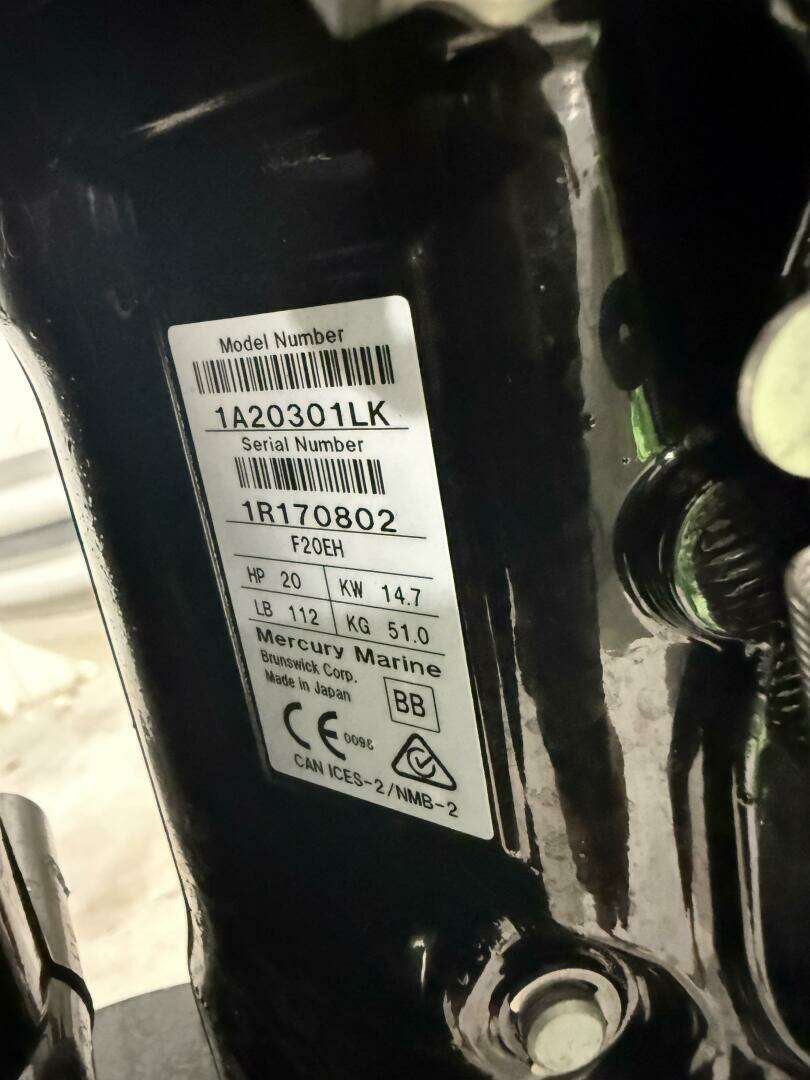 Model Number
1A20301LK
Serial Number
1R170802
F20EH
HP 20 KW 14.7
LB 112 KG 51.0
Mercury Marine
Brunswick Corp.
Made in Japan
BB
CE 0098
CAN ICES-2/NMB-2